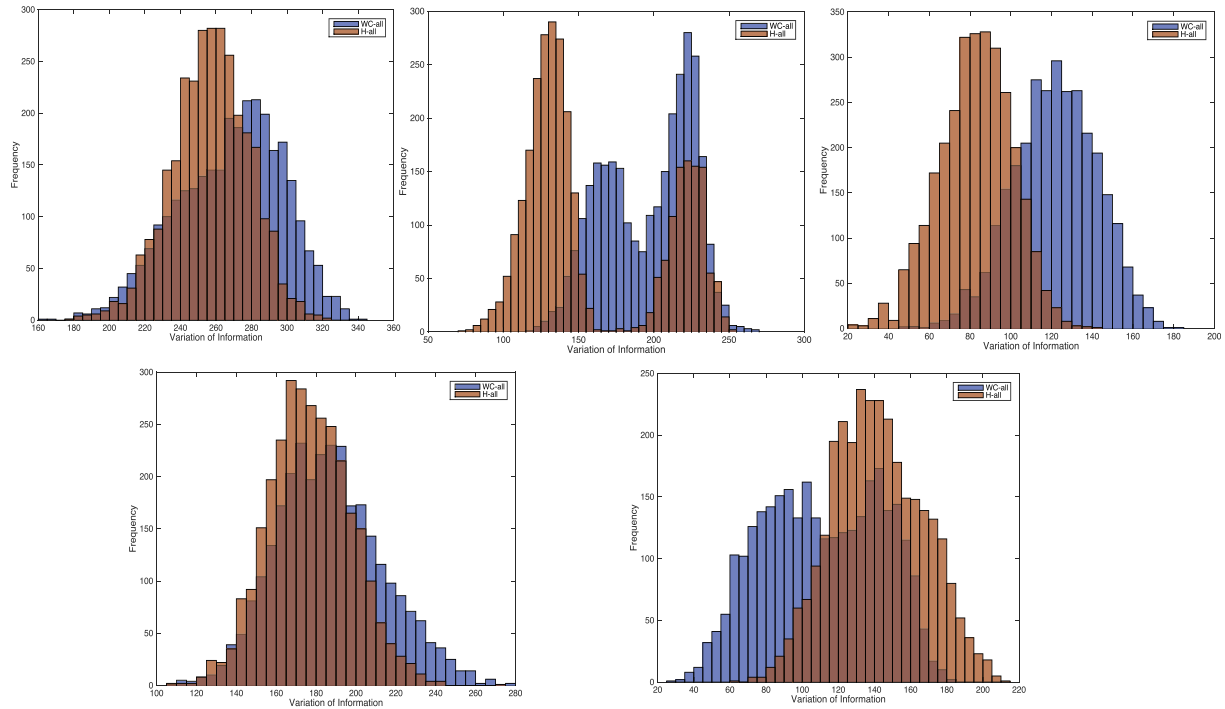 300
250
200
150
100
50
0
Frequency
160 180 200 220 240 260 280 300 320 340 360
Variation of Information
WC-all
H-all
300
250
200
150
100
50
0
Frequency
50 100 150 200 250 300
Variation of Information
WC-all
H-all
350
300
250
200
150
100
50
0
Frequency
20 40 60 80 100 120 140 160 180 200
Variation of Information
WC-all
H-all
300
250
200
150
100
50
0
Frequency
100 120 140 160 180 200 220 240 260 280
Variation of Information
WC-all
H-all
250
200
150
100
50
0
Frequency
20 40 60 80 100 120 140 160 180 200 220
Variation of Information
WC-all
H-all